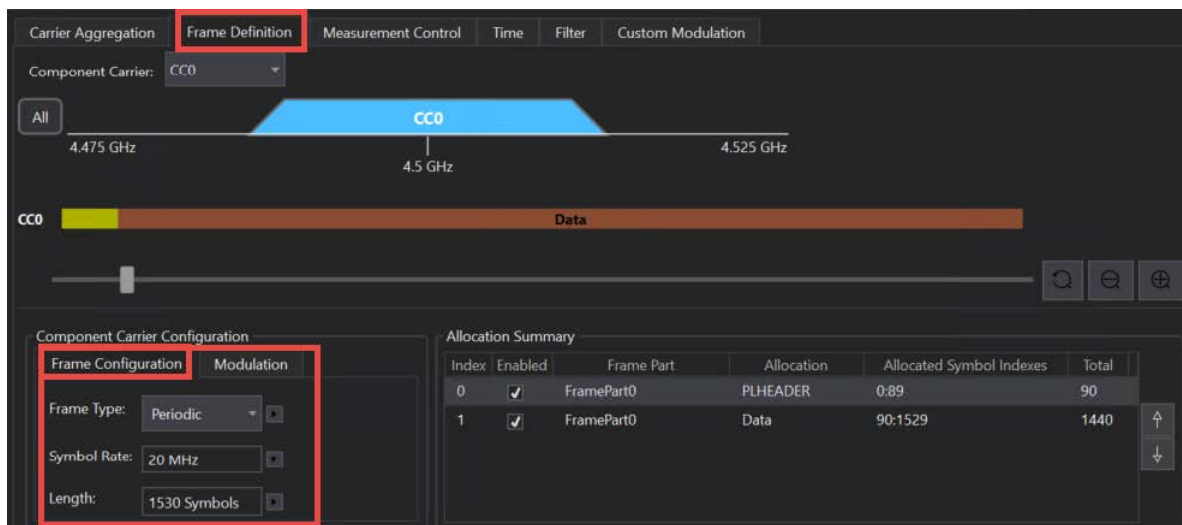 Carrier Aggregation Frame Definition Measurement Control Time Filter Custom Modulation
Component Carrier: CC0
All
CC0
4.475 GHz 4.5 GHz 4.525 GHz
CC0 Data
Component Carrier Configuration
Frame Configuration Modulation
Frame Type: Periodic
Symbol Rate: 20 MHz
Length: 1530 Symbols
Allocation Summary
Index Enabled Frame Part Allocation Allocated Symbol Indexes Total
0 FramePart0 PLHEADER 0:89 90
1 FramePart0 Data 90:1529 1440